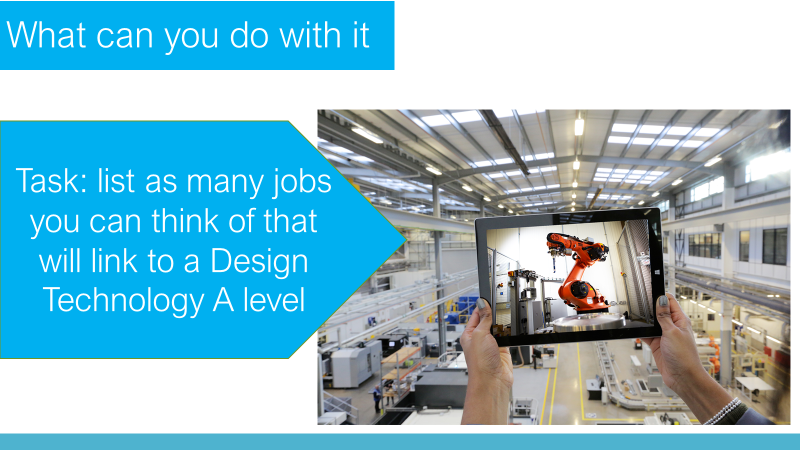 What can you do with it
Task: list as many jobs
you can think of that
will link to a Design
Technology A level